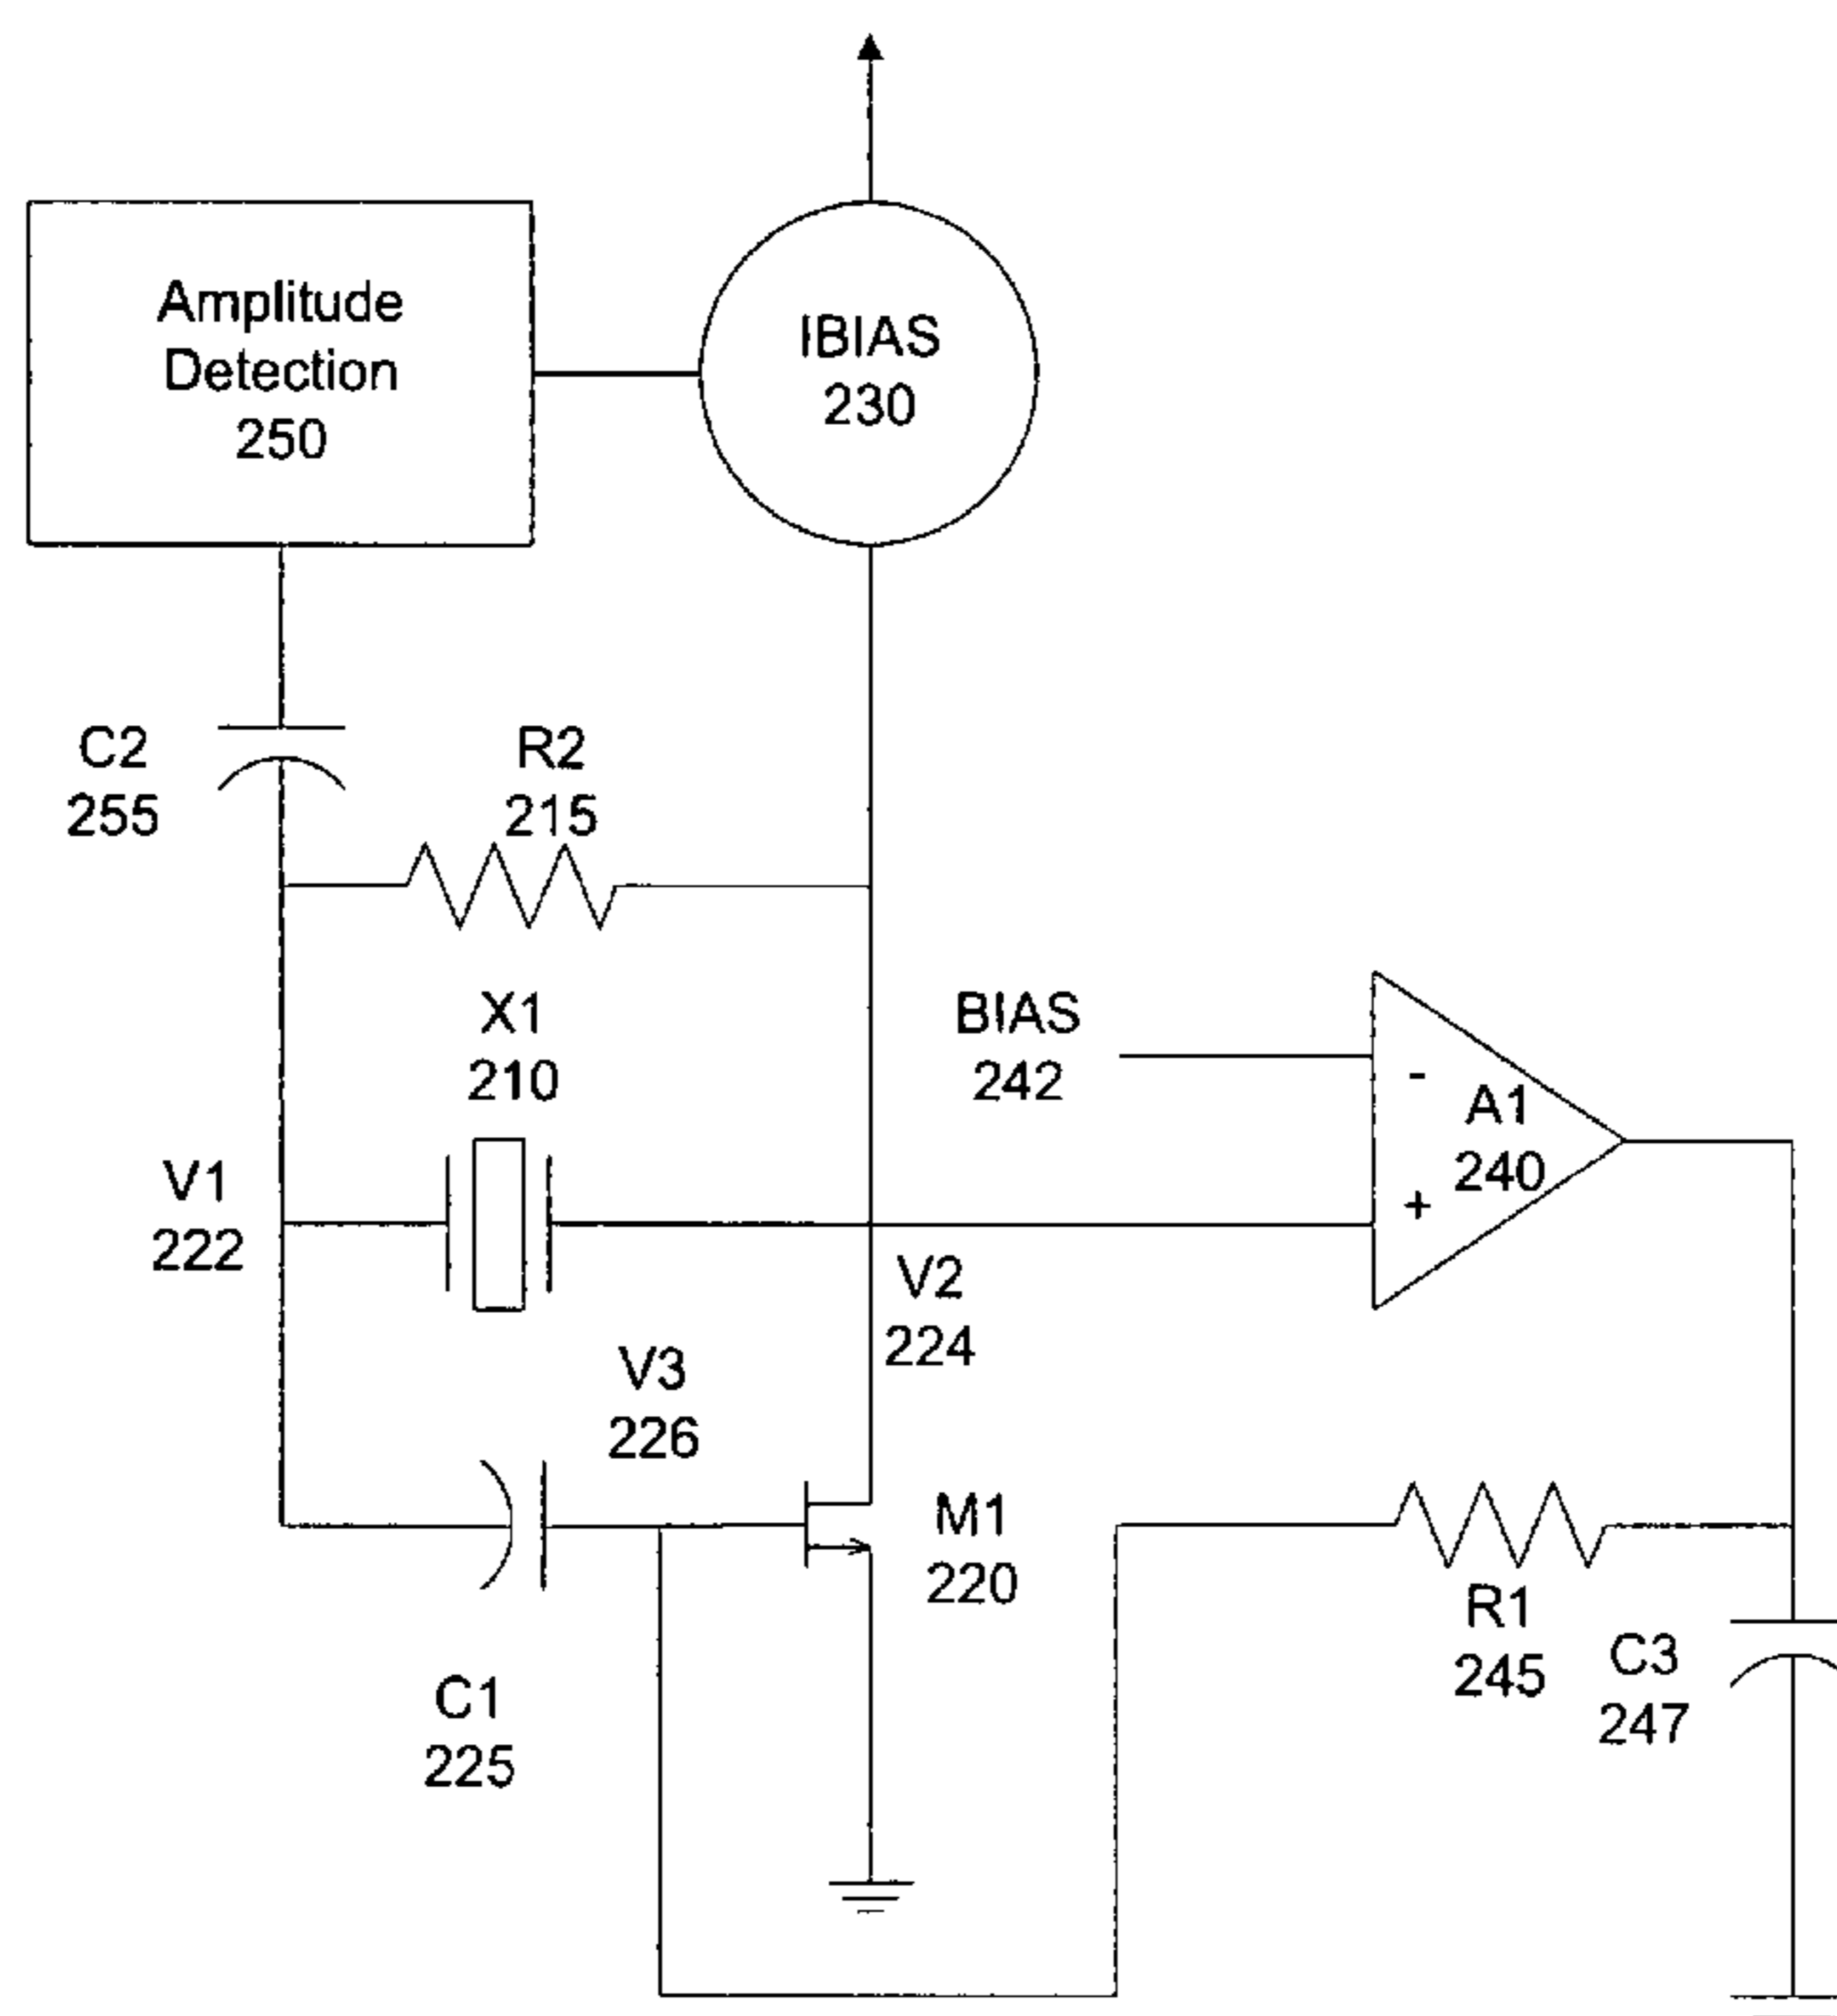 Amplitude
Detection
250
IBIAS
230
C2
255
R2
215
X1
210
BIAS
242
-
A1
240
+
V1
222
V2
224
V3
226
M1
220
R1
245
C3
247
C1
225